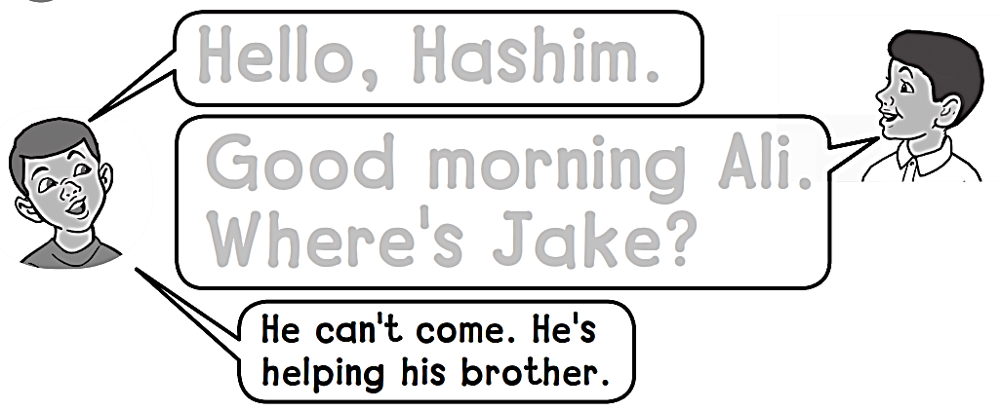 Hello, Hashim.
Good morning Ali.
Where's Jake?
He can't come. He's
helping his brother.